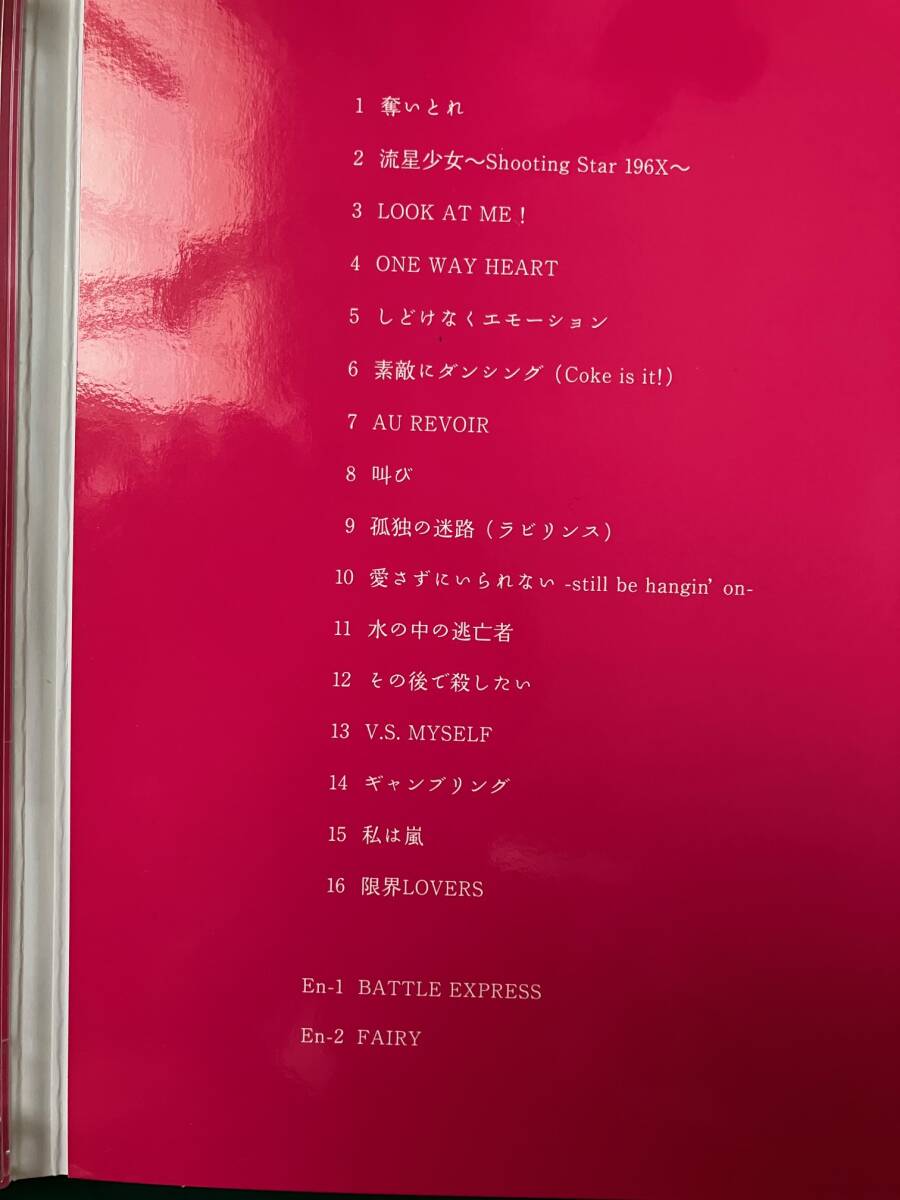 1 奪いとれ
2 流星少女〜Shooting Star 196X〜
3 LOOK AT ME！
4 ONE WAY HEART
5 しどけなくエモーション
6 素敵にダンシング（Coke is it!）
7 AU REVOIR
8 叫び
9 孤独の迷路（ラビリンス）
10 愛さずにいられない -still be hangin’ on-
11 水の中の逃亡者
12 その後で殺したい
13 V.S. MYSELF
14 ギャンブリング
15 私は嵐
16 限界LOVERS
En-1 BATTLE EXPRESS
En-2 FAIRY